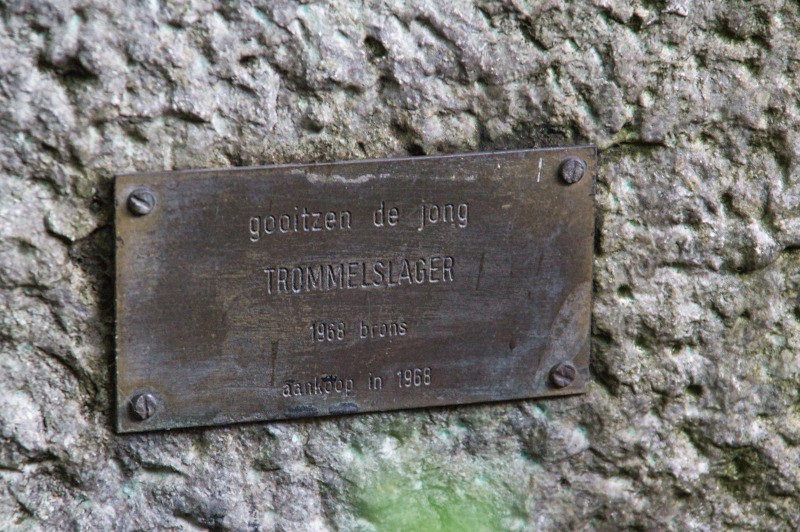 gooitzen de jong
TROMMELSLAGER
1968 brons
aankoop in 1968